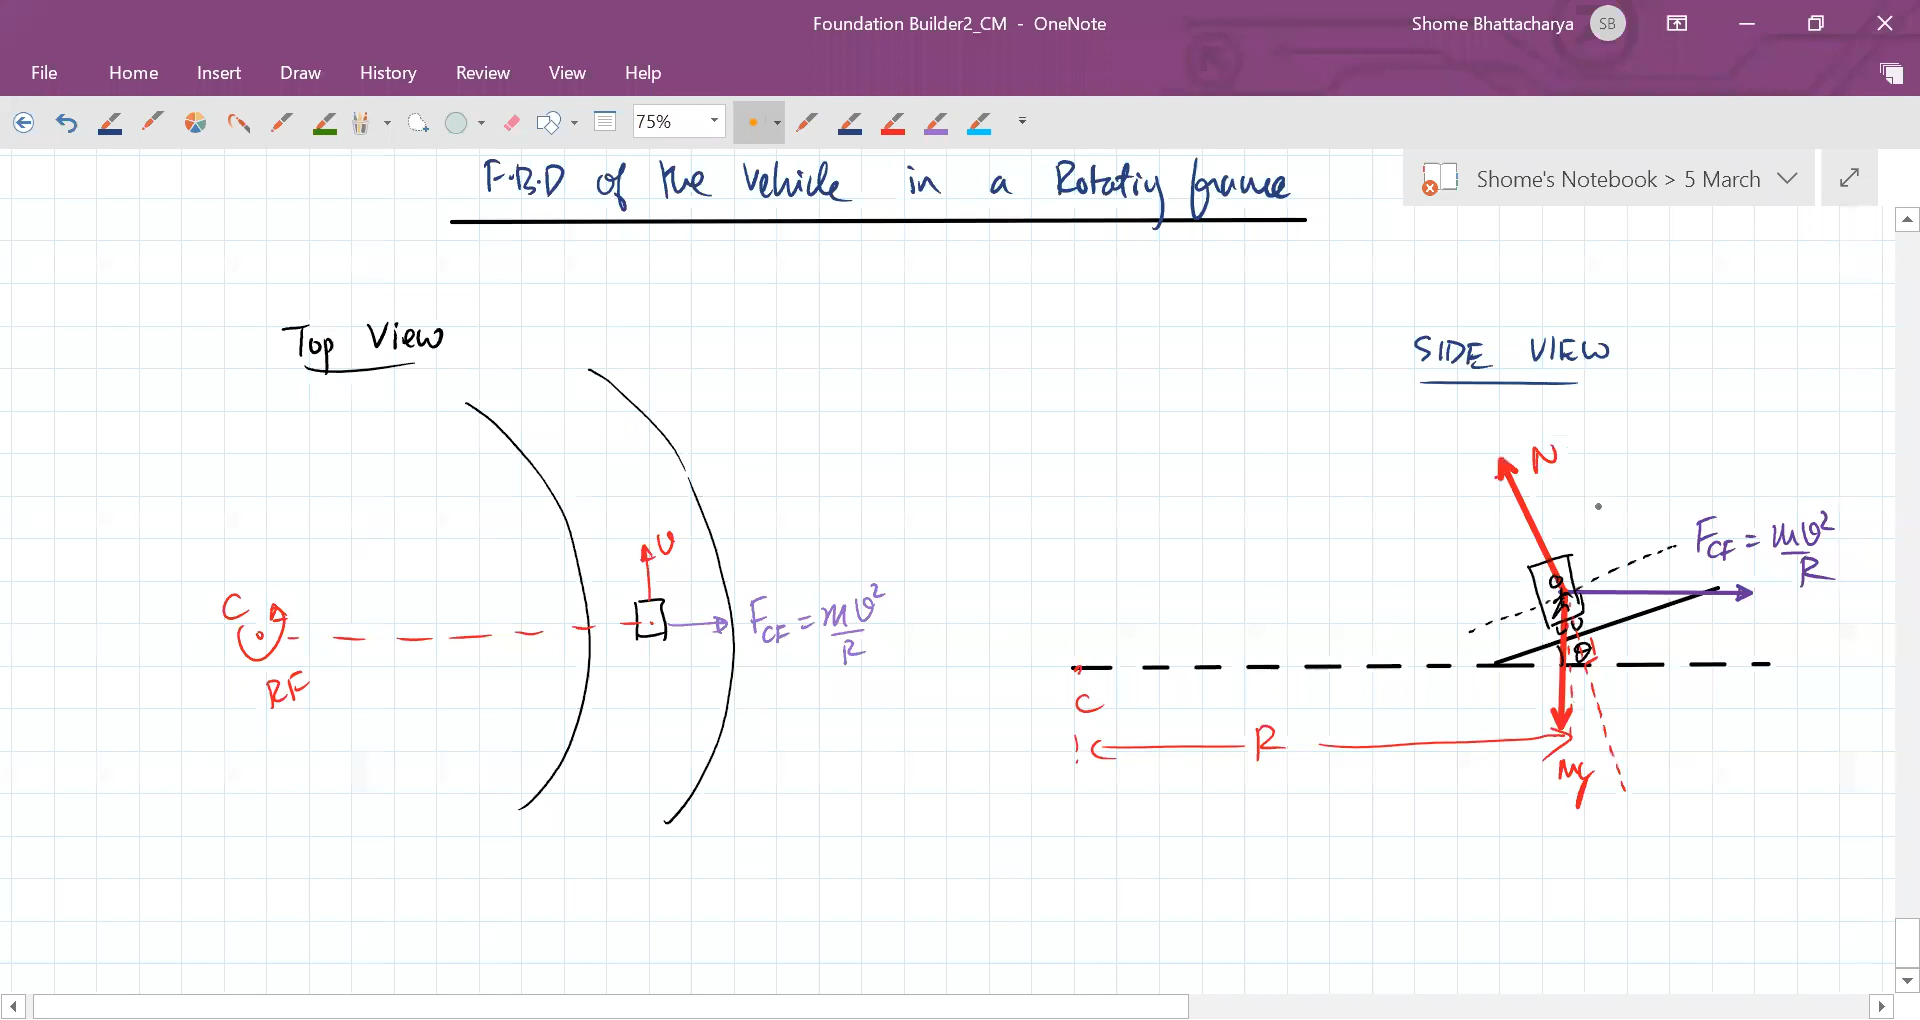 Foundation Builder2_CM - OneNote
Shome Bhattacharya SB
File Home Insert Draw History Review View Help
75%
Shome's Notebook > 5 March
F.B.D of the Vehicle in a Rotatiy frame
Top View
SIDE VIEW
N
F_CF = mv²/R
v
C
F_CF = mv²/R
RF
θ
C
R
Mg